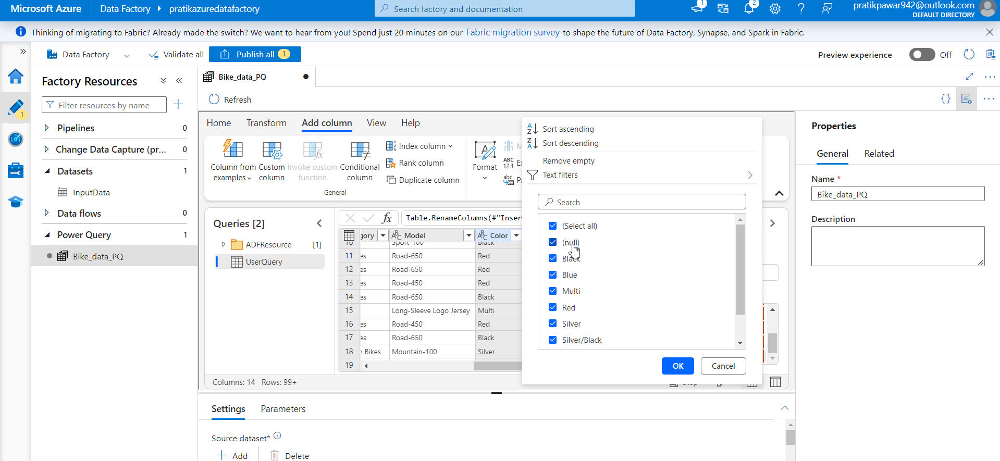 Microsoft Azure
Data Factory
pratikazuredatafactory
Search factory and documentation
1
2
pratikpawar942@outlook.com
DEFAULT DIRECTORY
Thinking of migrating to Fabric? Already made the switch? We want to hear from you! Spend just 20 minutes on our Fabric migration survey to shape the future of Data Factory, Synapse, and Spark in Fabric.
Data Factory
Validate all
Publish all 1
Preview experience
Off
1
Factory Resources
Filter resources by name
Pipelines 0
Change Data Capture (pr... 0
Datasets 1
InputData
Data flows 0
Power Query 1
Bike_data_PQ
Bike_data_PQ
Refresh
Home
Transform
Add column
View
Help
Column from examples
Custom column
Invoke custom function
Conditional column
Index column
Rank column
Duplicate column
General
Format
ABC
123
abc
Queries [2]
ADFResource [1]
UserQuery
fx
Table.RenameColumns(#"Inser
gory
ABC Model
ABC Color
10 Sport-100 Black
11 es Road-650 Red
12 es Road-650 Red
13 es Road-450 Red
14 es Road-650 Black
15 Long-Sleeve Logo Jersey Multi
16 es Road-450 Red
17 es Road-650 Black
18 Bikes Mountain-100 Silver
19
Columns: 14 Rows: 99+
Sort ascending
Sort descending
Remove empty
Text filters
Search
(Select all)
(null)
Black
Blue
Multi
Red
Silver
Silver/Black
OK
Cancel
Settings
Parameters
Source dataset*
Add
Delete
Properties
General
Related
Name *
Bike_data_PQ
Description